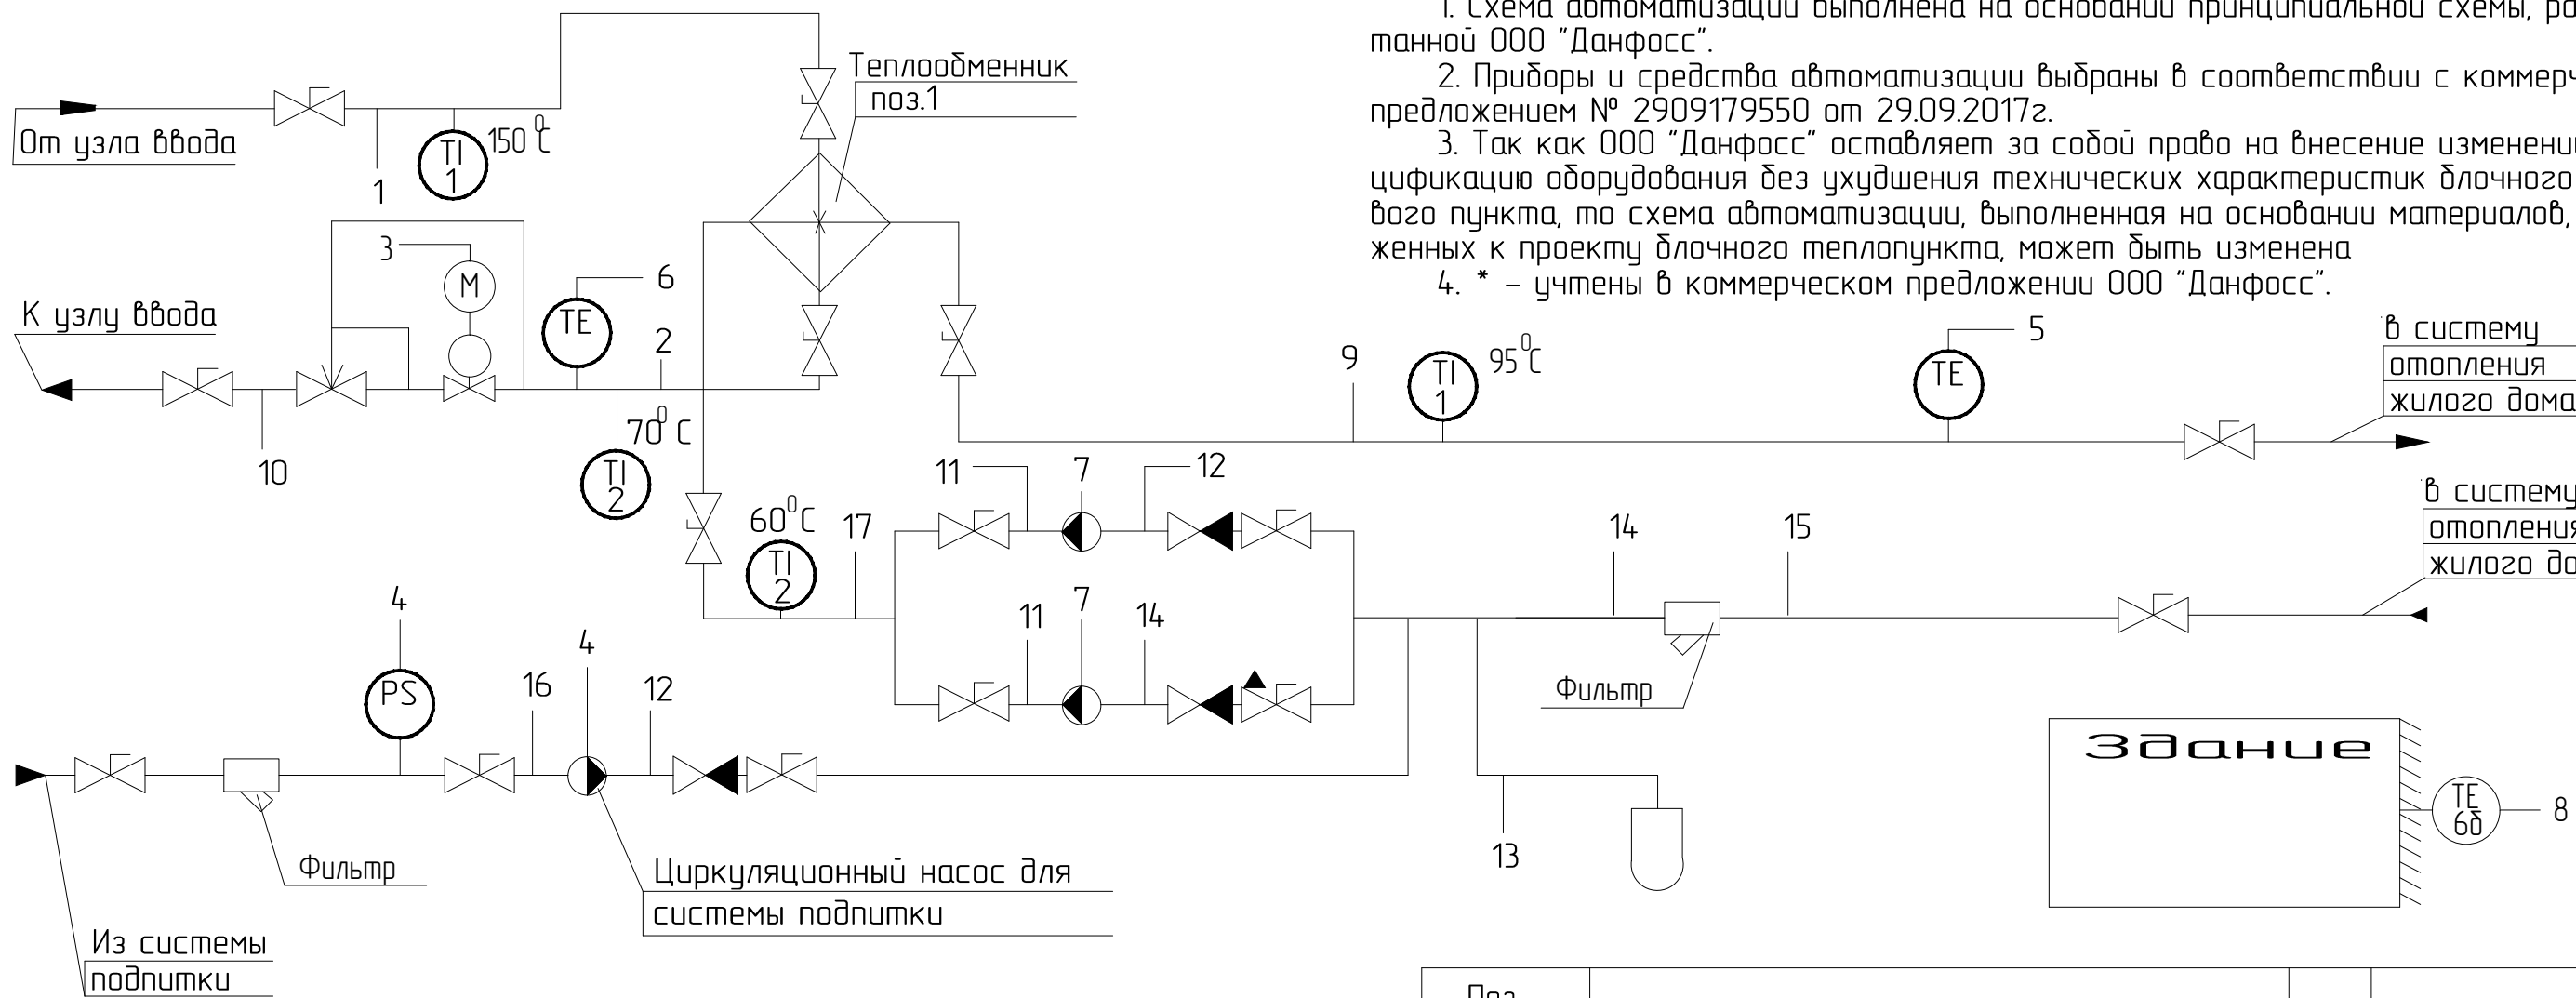 1. Схема автоматизации выполнена на основании принципиальной схемы, ра
танной ООО "Данфосс".
2. Приборы и средства автоматизации выбраны в соответствии с коммерч
предложением № 2909179550 от 29.09.2017г.
3. Так как ООО "Данфосс" оставляет за собой право на внесение изменени
цификацию оборудования без ухудшения технических характеристик блочного
вого пункта, то схема автоматизации, выполненная на основании материалов,
женных к проекту блочного теплопункта, может быть изменена
4. * – учтены в коммерческом предложении ООО "Данфосс".
Теплообменник
поз.1
От узла ввода
1
TI
1
150 °C
3
M
6
TE
К узлу ввода
2
10
70° C
TI
2
9
TI
1
95°C
5
TE
в систему
отопления
жилого дома
11
7
12
60°C
17
TI
2
14
15
в систему
отопления
жилого до
11
7
14
Фильтр
4
PS
4
16
12
13
Здание
TE
6б
8
Фильтр
Циркуляционный насос для
системы подпитки
Из системы
подпитки